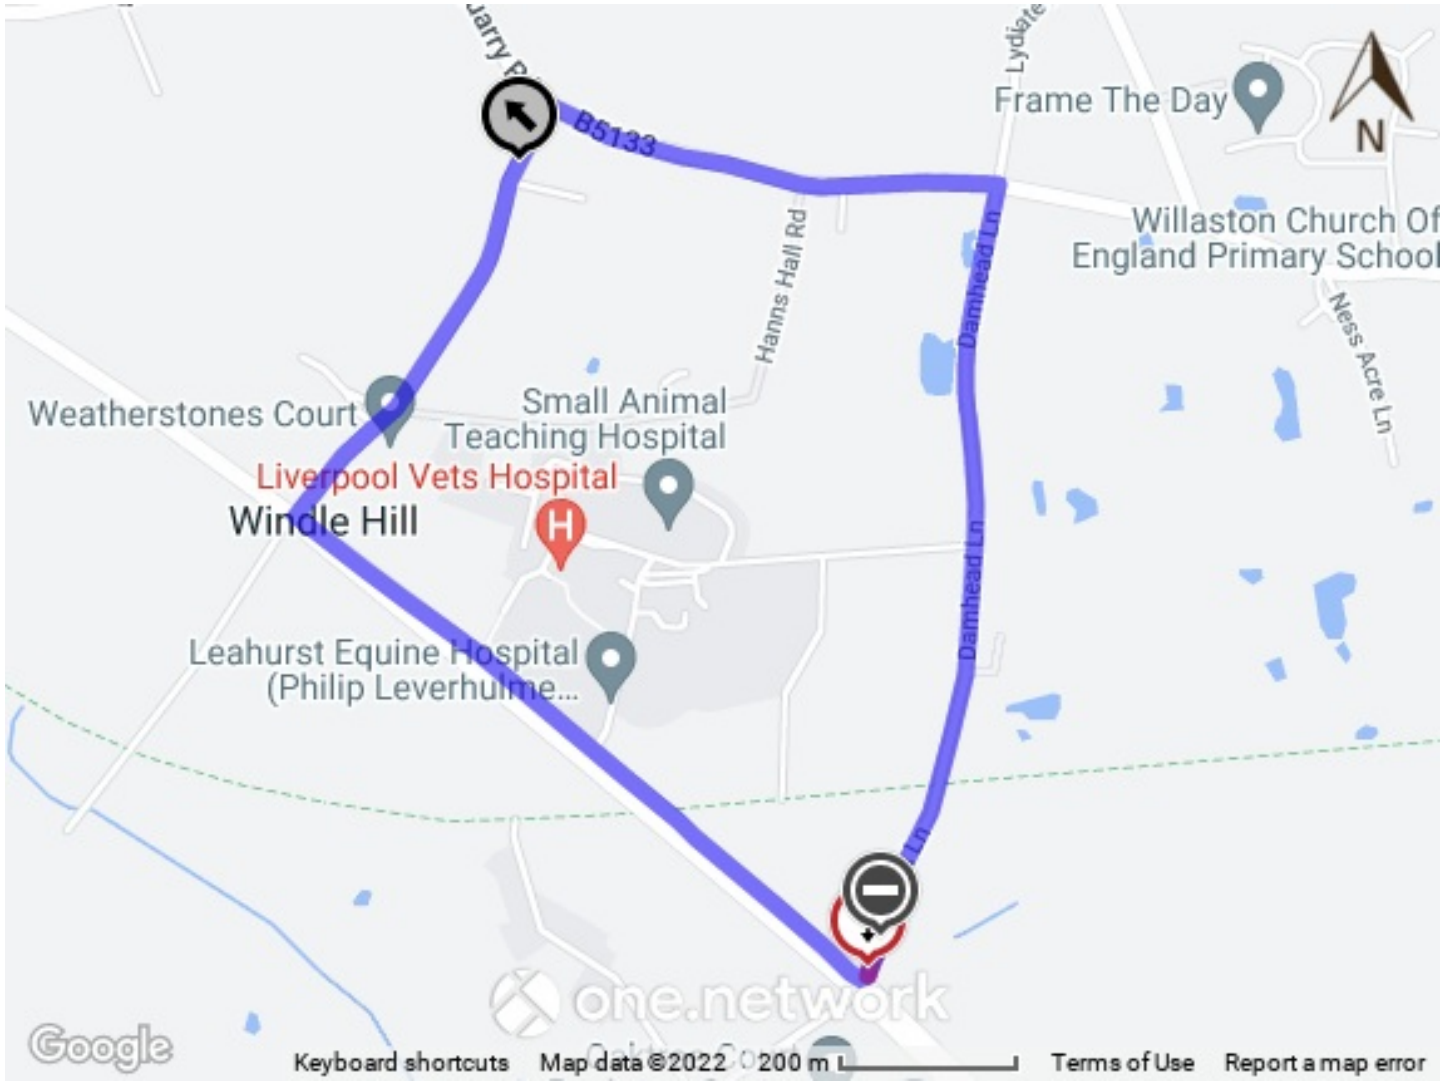 Lydiate
Frame The Day
N
B5133
Willaston Church Of
England Primary School
Hanns Hall Rd
Damhead Ln
Ness Acre Ln
Weatherstones Court
Small Animal
Teaching Hospital
Liverpool Vets Hospital
H
Windle Hill
Damhead Ln
Leahurst Equine Hospital
(Philip Leverhulme...
Ln
one.network
Google
Keyboard shortcuts
Map data ©2022
200 m
Terms of Use
Report a map error